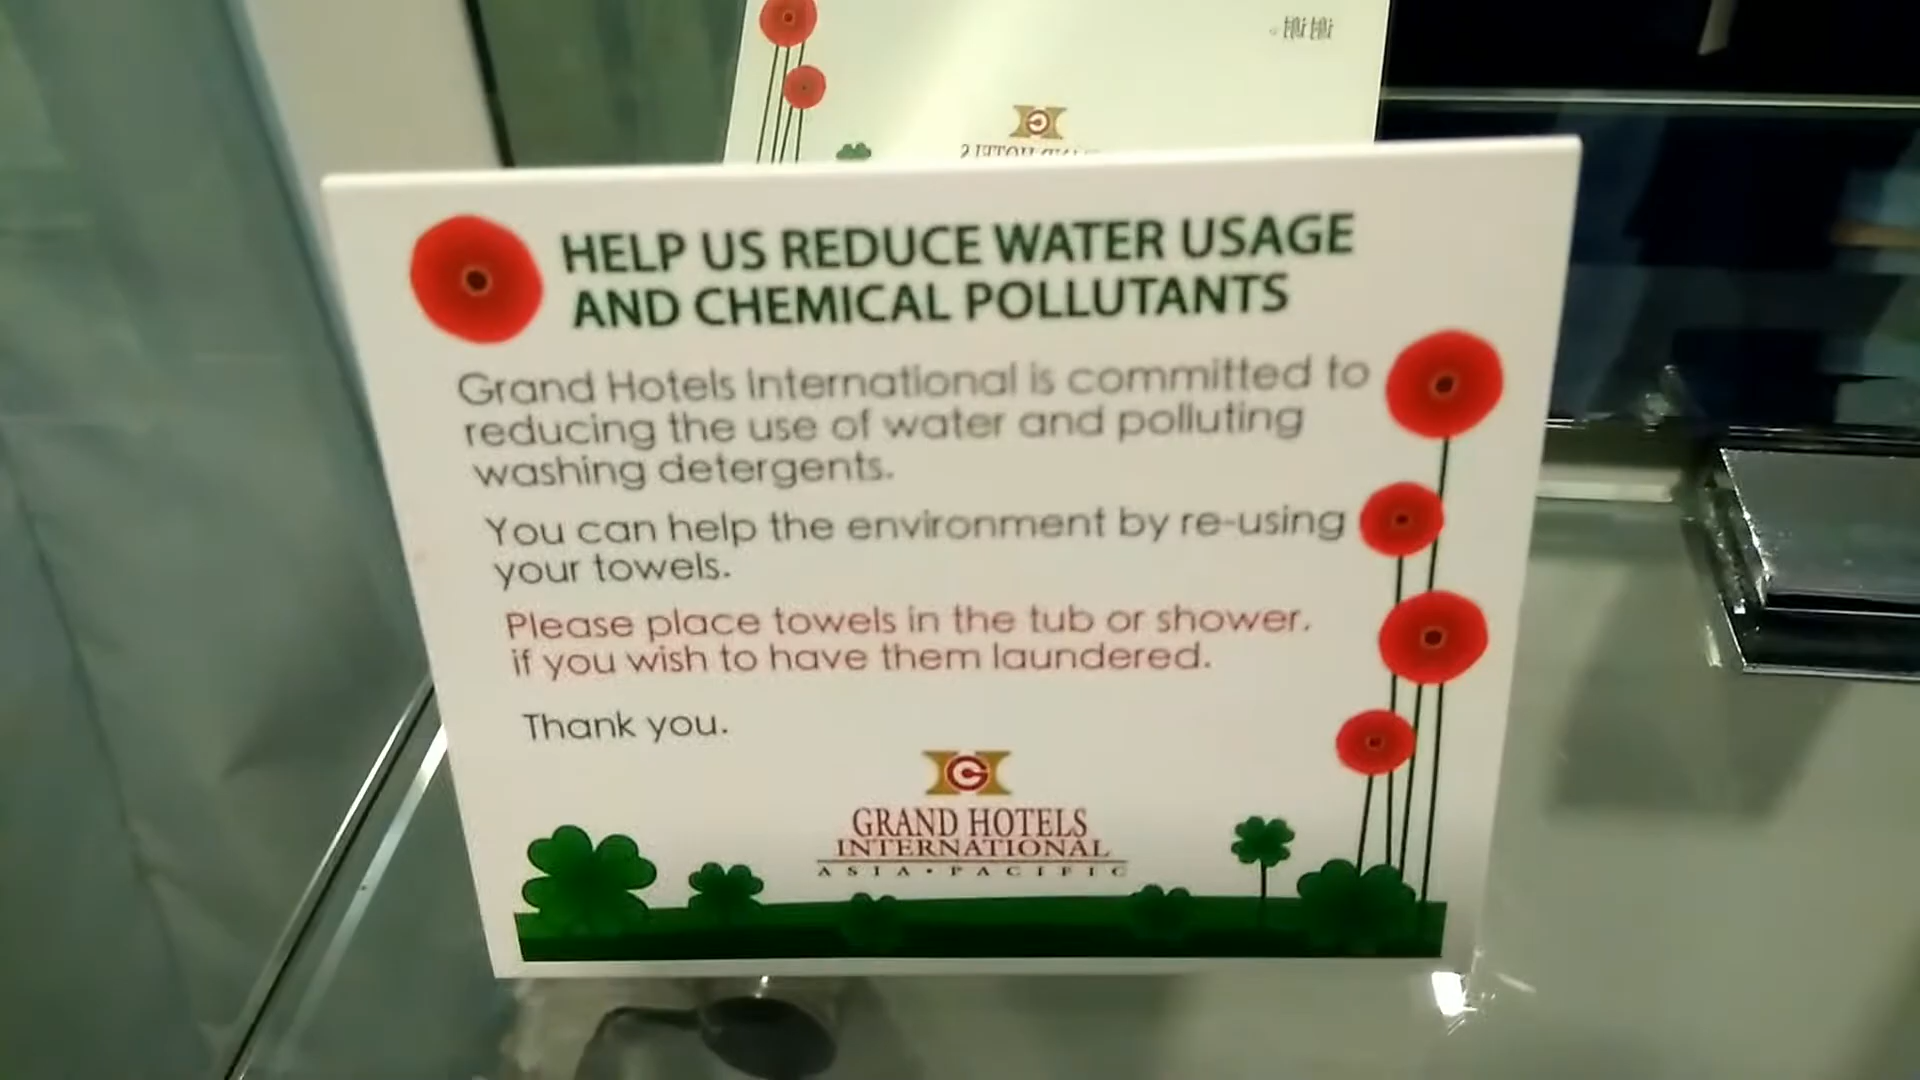 HELP US REDUCE WATER USAGE
AND CHEMICAL POLLUTANTS
Grand Hotels International is committed to
reducing the use of water and polluting
washing detergents.
You can help the environment by re-using
your towels.
Please place towels in the tub or shower.
if you wish to have them laundered.
Thank you.
GRAND HOTELS
INTERNATIONAL
ASIA • PACIFIC